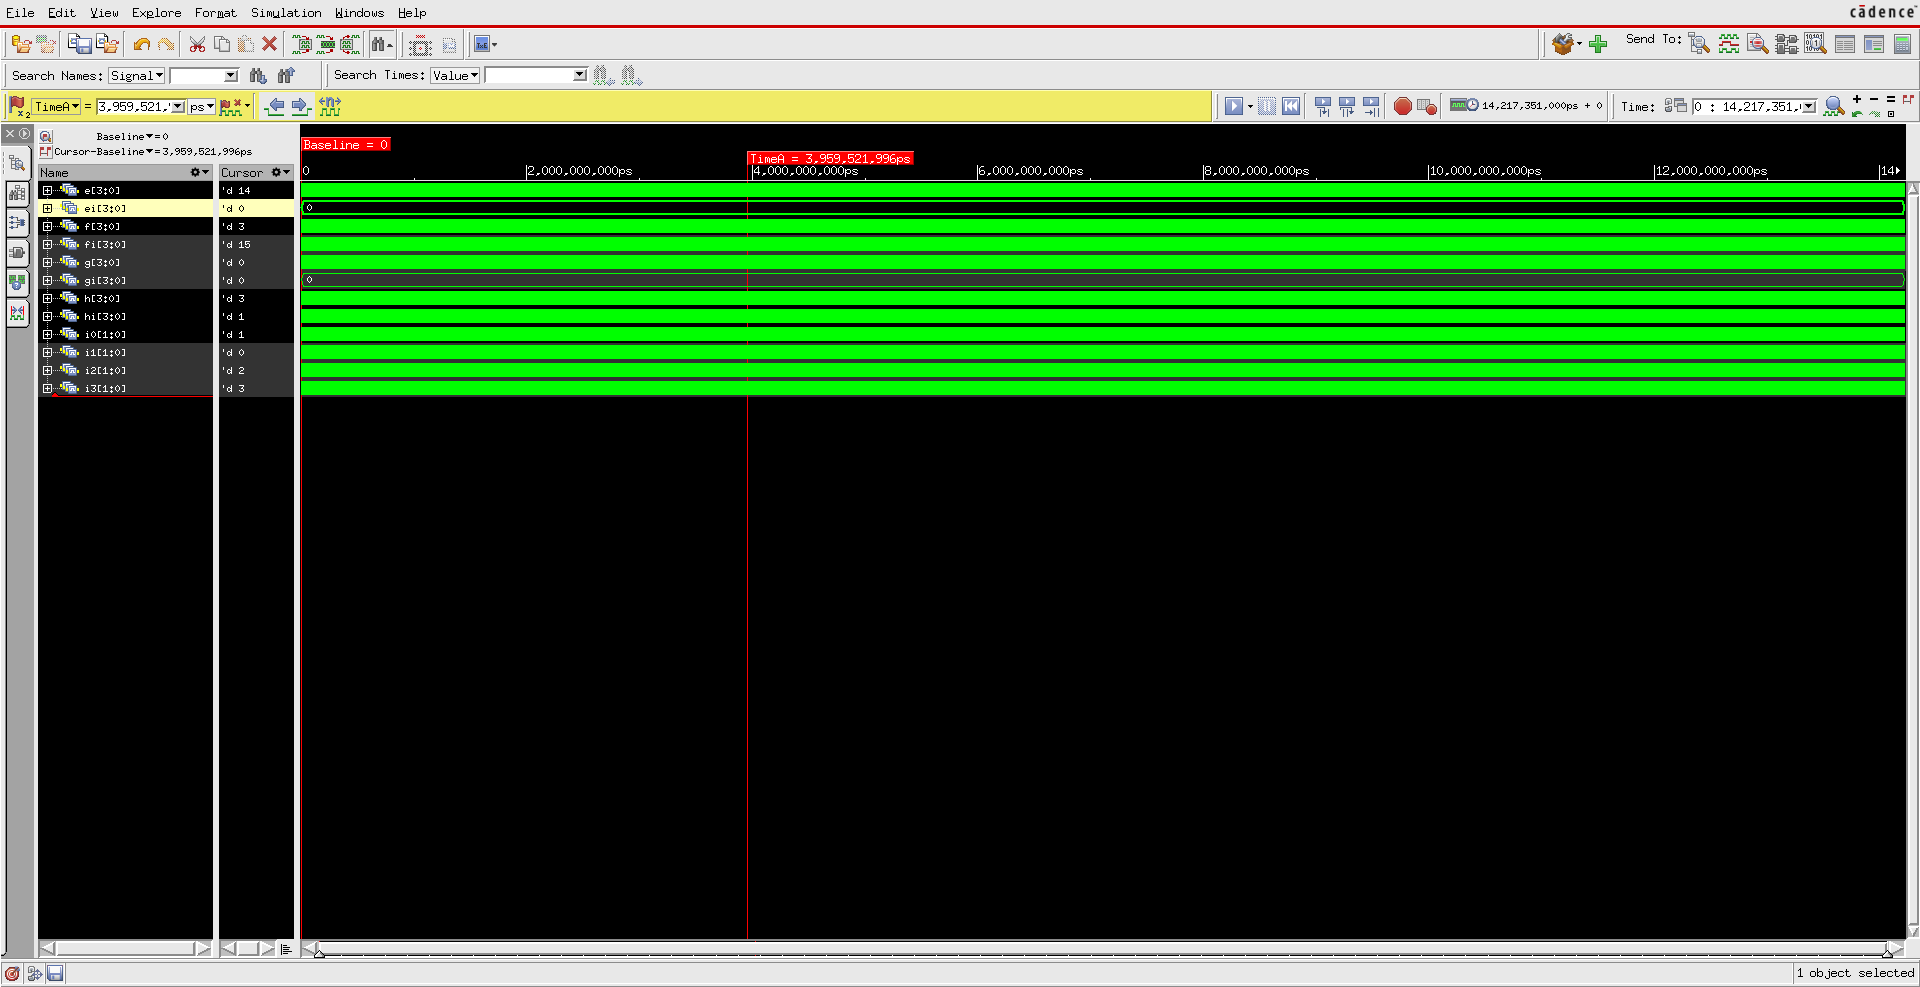 File Edit View Explore Format Simulation Windows Help
cādence
Send To:
Search Names: Signal
Search Times: Value
TimeA = 3,959,521, ps
14,217,351,000ps + 0
Time: 0 : 14,217,351,
Baseline=0
Cursor-Baseline=3,959,521,996ps
Baseline = 0
TimeA = 3,959,521,996ps
Name Cursor
0 2,000,000,000ps 4,000,000,000ps 6,000,000,000ps 8,000,000,000ps 10,000,000,000ps 12,000,000,000ps 14
e[3:0] 'd 14
ei[3:0] 'd 0 0
f[3:0] 'd 3
fi[3:0] 'd 15
g[3:0] 'd 0
gi[3:0] 'd 0 0
h[3:0] 'd 3
hi[3:0] 'd 1
i0[1:0] 'd 1
i1[1:0] 'd 0
i2[1:0] 'd 2
i3[1:0] 'd 3
1 object selected